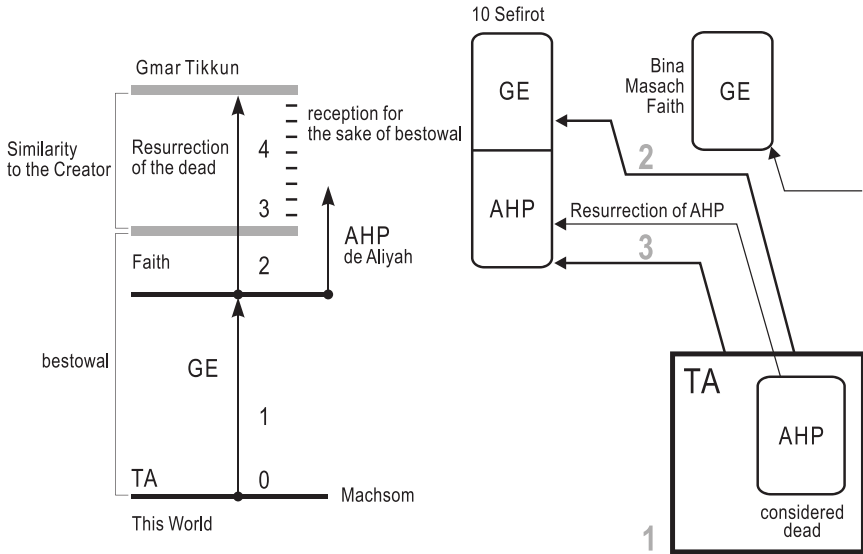 Gmar Tikkun
Similarity
to the Creator
Resurrection
of the dead
4
3
reception for
the sake of bestowal
AHP
de Aliyah
Faith
2
bestowal
GE
1
TA
0
Machsom
This World
10 Sefirot
GE
AHP
Bina
Masach
Faith
GE
2
Resurrection of AHP
3
TA
AHP
considered
dead
1